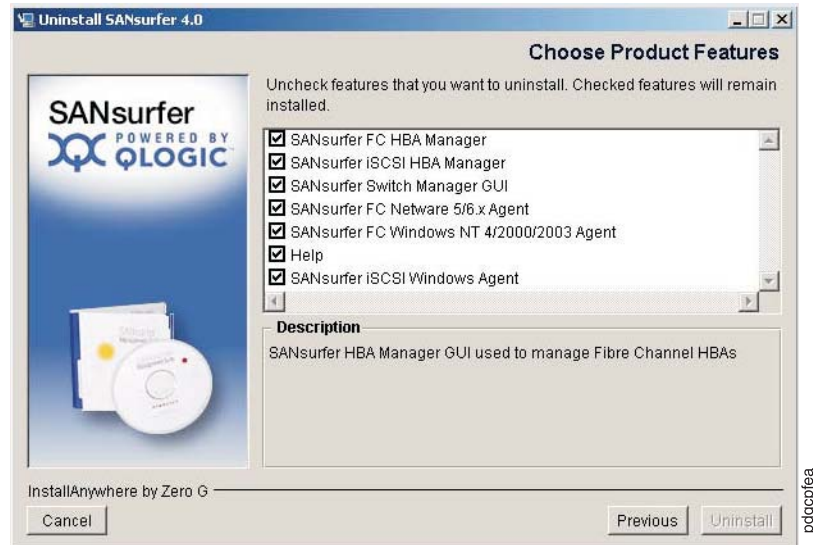 Uninstall SANsurfer 4.0
Choose Product Features
Uncheck features that you want to uninstall. Checked features will remain
installed.
SANsurfer
POWERED BY
QLOGIC
SANsurfer FC HBA Manager
SANsurfer iSCSI HBA Manager
SANsurfer Switch Manager GUI
SANsurfer FC Netware 5/6.x Agent
SANsurfer FC Windows NT 4/2000/2003 Agent
Help
SANsurfer iSCSI Windows Agent
Description
SANsurfer HBA Manager GUI used to manage Fibre Channel HBAs
InstallAnywhere by Zero G
Cancel
Previous
Uninstall